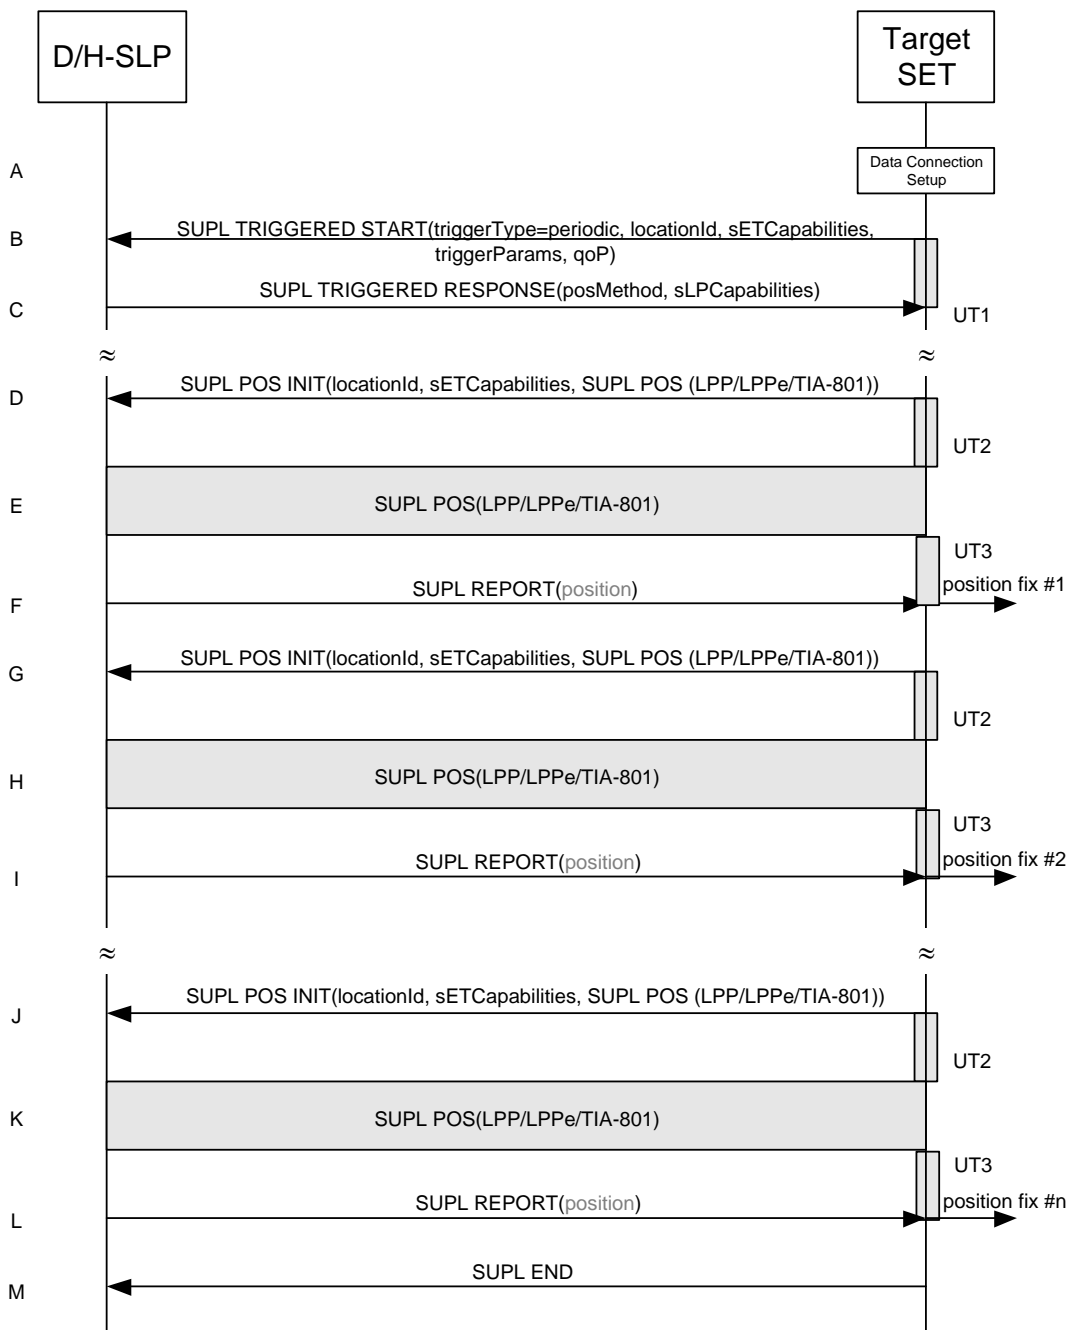 D/H-SLP
Target
SET
A
Data Connection
Setup
B
SUPL TRIGGERED START(triggerType=periodic, locationId, sETCapabilities,
triggerParams, qoP)
C
SUPL TRIGGERED RESPONSE(posMethod, sLPCapabilities)
UT1
≈
≈
D
SUPL POS INIT(locationId, sETCapabilities, SUPL POS (LPP/LPPe/TIA-801))
UT2
E
SUPL POS(LPP/LPPe/TIA-801)
UT3
F
SUPL REPORT(position)
position fix #1
G
SUPL POS INIT(locationId, sETCapabilities, SUPL POS (LPP/LPPe/TIA-801))
UT2
H
SUPL POS(LPP/LPPe/TIA-801)
UT3
I
SUPL REPORT(position)
position fix #2
≈
≈
J
SUPL POS INIT(locationId, sETCapabilities, SUPL POS (LPP/LPPe/TIA-801))
UT2
K
SUPL POS(LPP/LPPe/TIA-801)
UT3
L
SUPL REPORT(position)
position fix #n
M
SUPL END